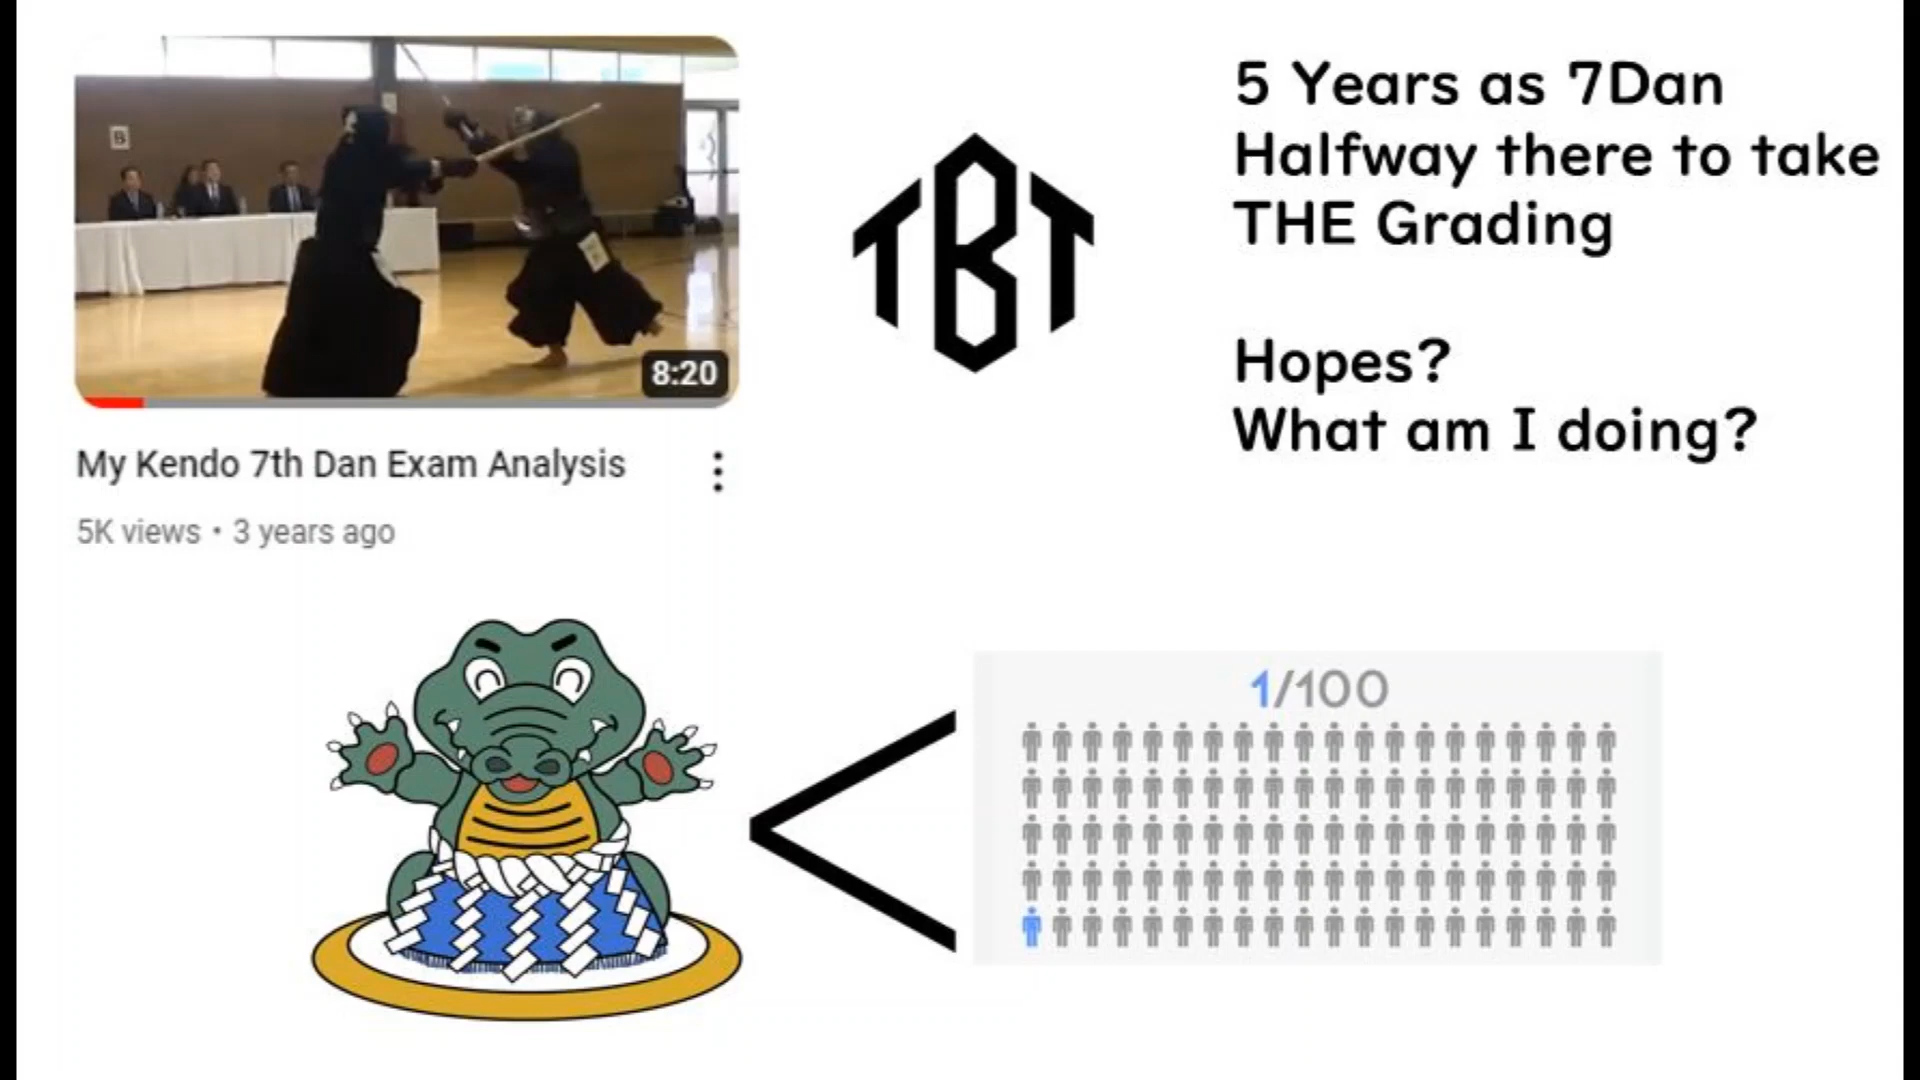 B
8:20
My Kendo 7th Dan Exam Analysis
5K views • 3 years ago
TBT
5 Years as 7Dan
Halfway there to take
THE Grading
Hopes?
What am I doing?
<
1/100